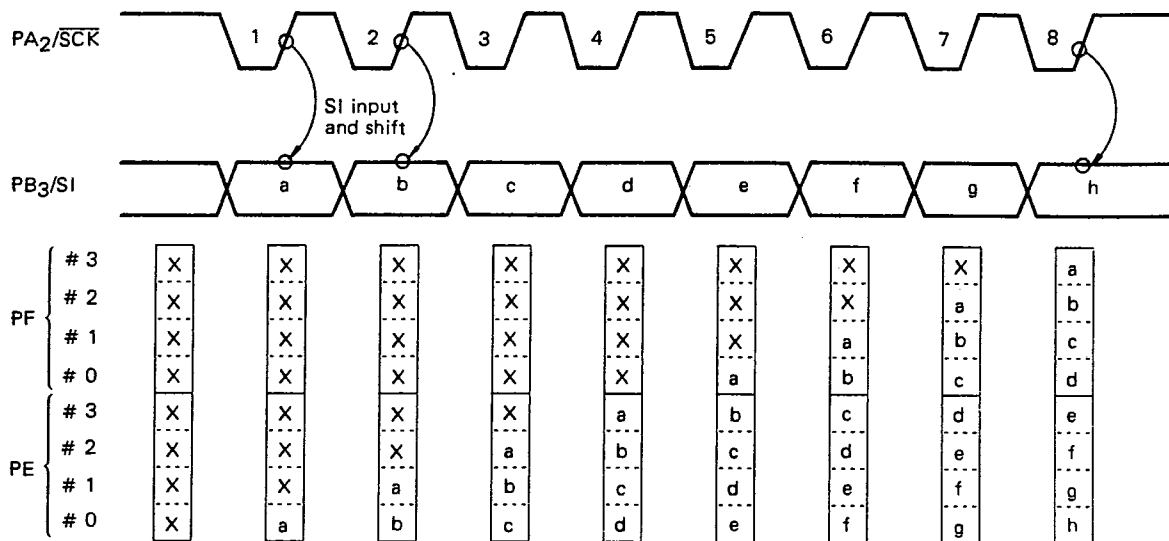 PA2/SCK 1 2 3 4 5 6 7 8
SI input
and shift
PB3/SI a b c d e f g h
PF
# 3 X X X X X X X X a
# 2 X X X X X X X a b
# 1 X X X X X X a b c
# 0 X X X X X a b c d
PE
# 3 X X X X a b c d e
# 2 X X X a b c d e f
# 1 X X a b c d e f g
# 0 X a b c d e f g h